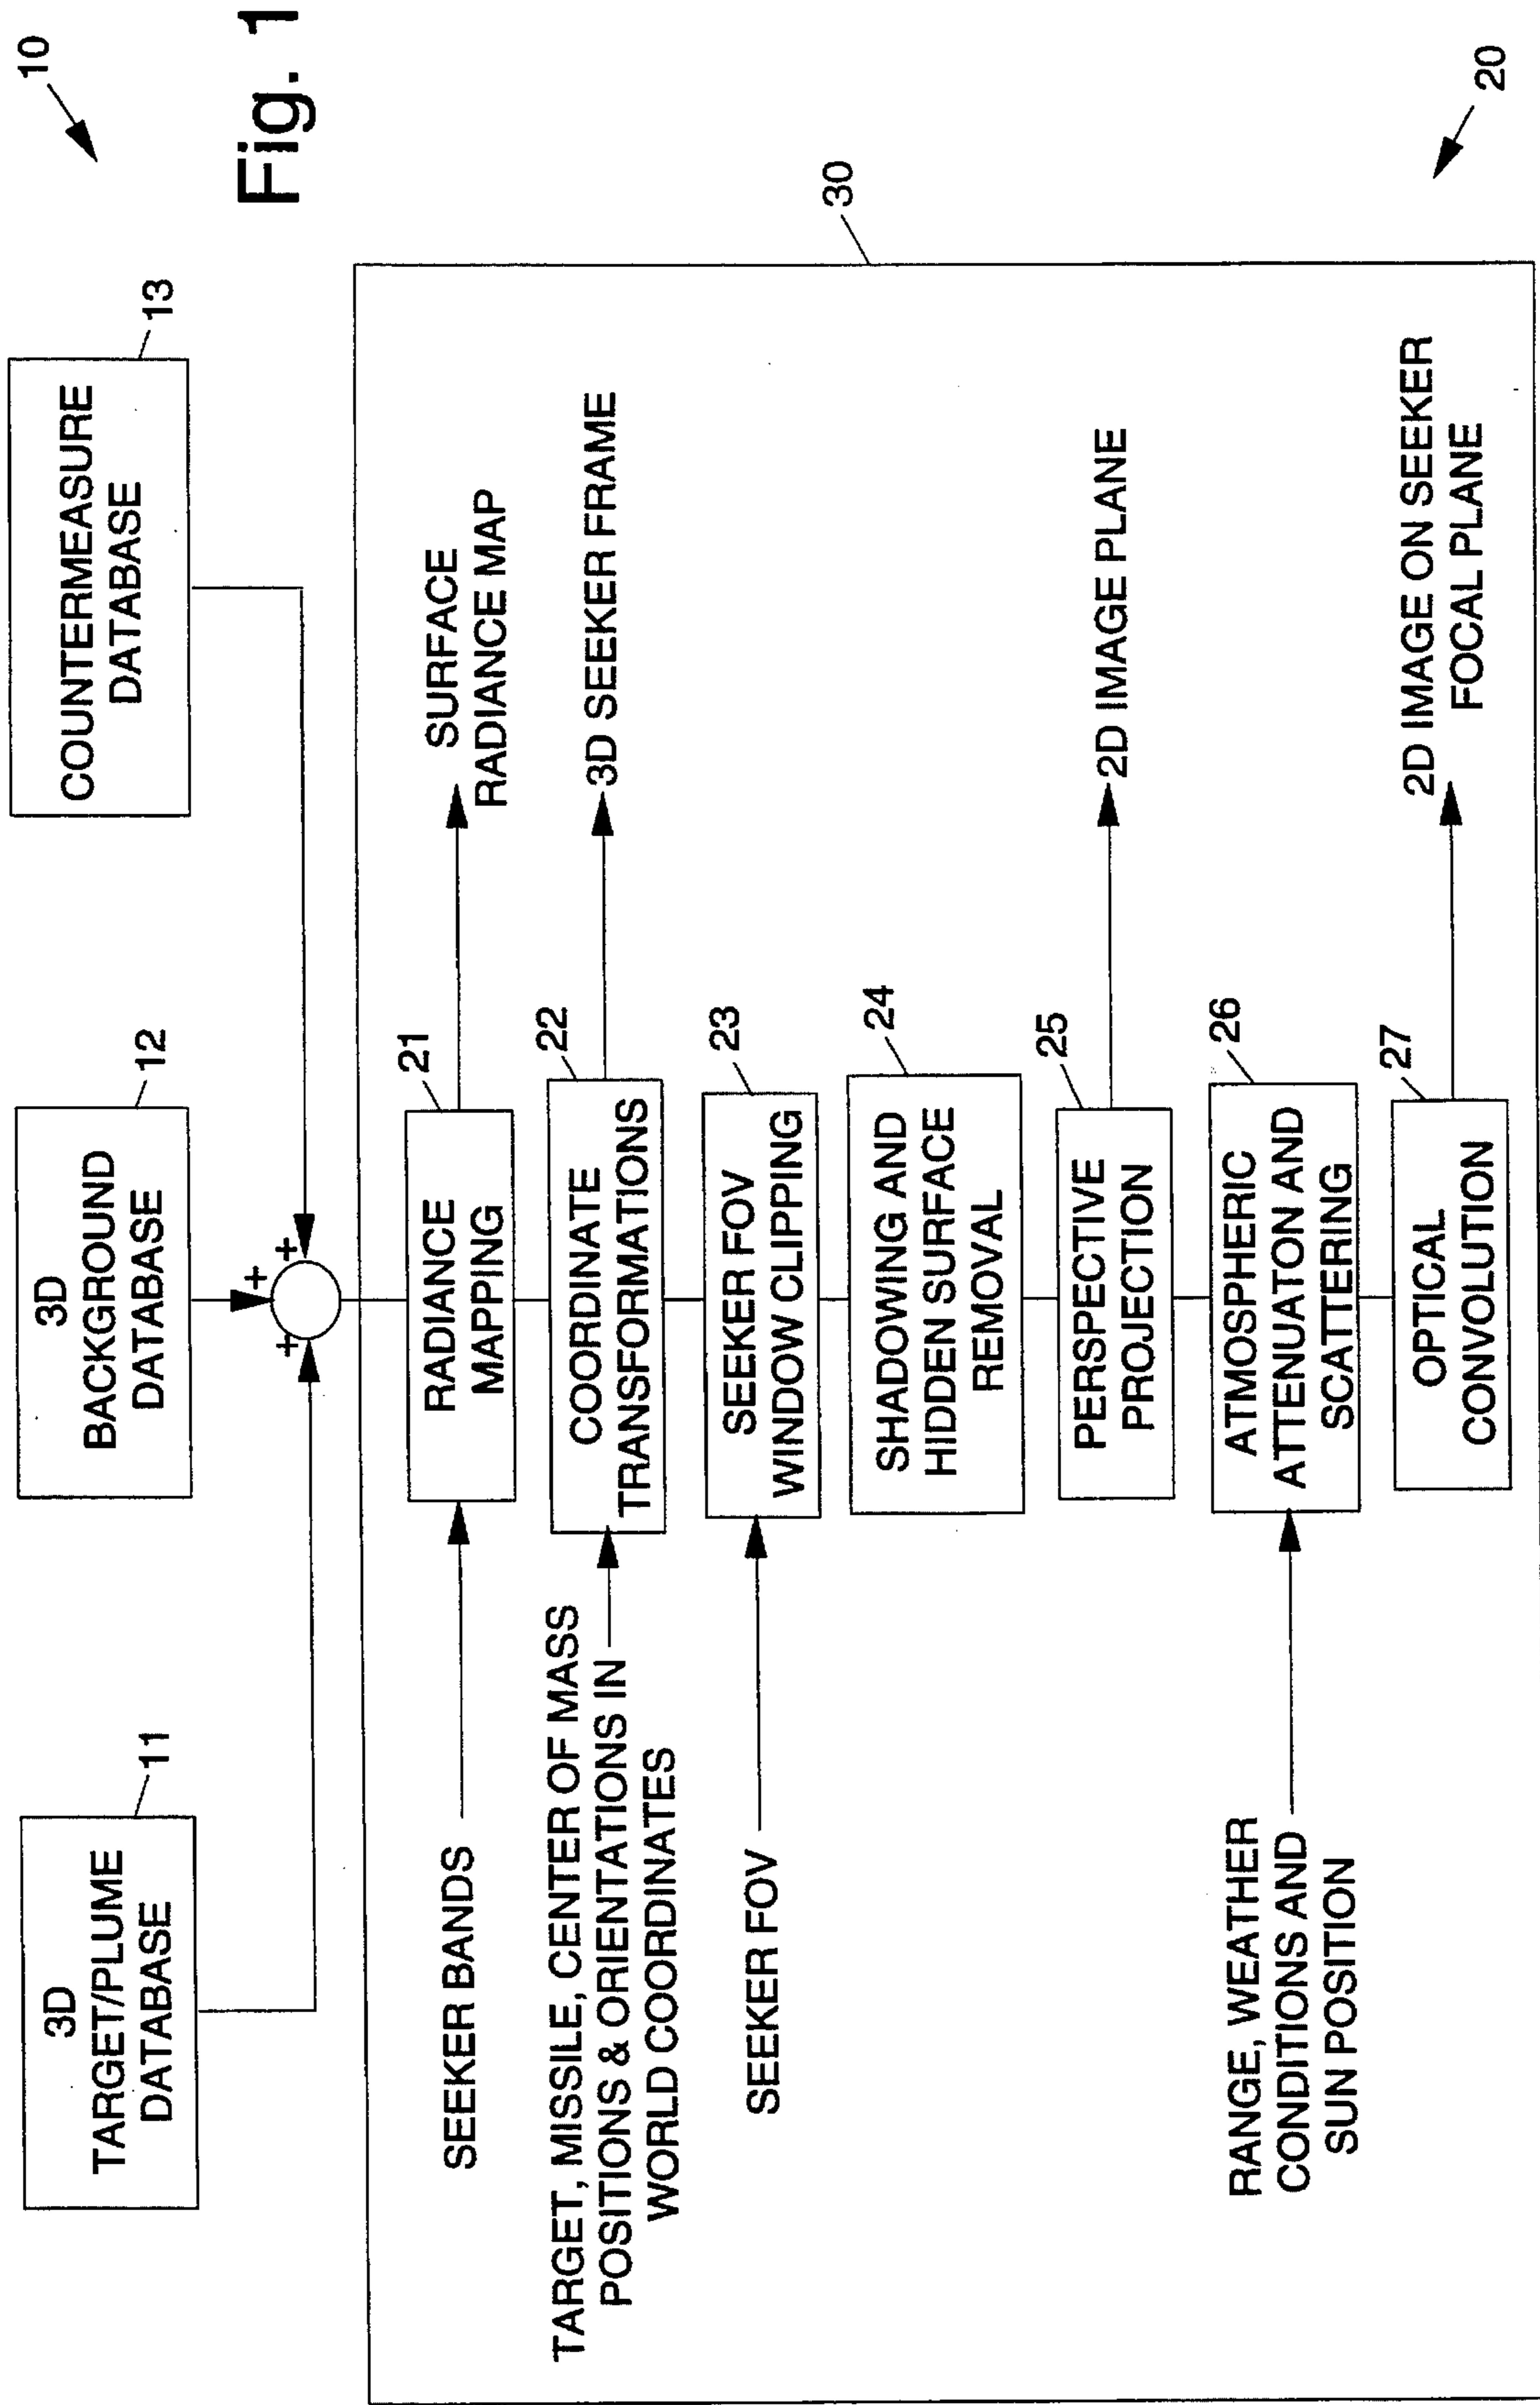 10
Fig. 1
3D
TARGET/PLUME
DATABASE
11
3D
BACKGROUND
DATABASE
12
COUNTERMEASURE
DATABASE
13
+
+
+
30
SEEKER BANDS
RADIANCE
MAPPING
21
SURFACE
RADIANCE MAP
TARGET, MISSILE, CENTER OF MASS
POSITIONS & ORIENTATIONS IN
WORLD COORDINATES
COORDINATE
TRANSFORMATIONS
22
3D SEEKER FRAME
SEEKER FOV
SEEKER FOV
WINDOW CLIPPING
23
SHADOWING AND
HIDDEN SURFACE
REMOVAL
24
PERSPECTIVE
PROJECTION
25
2D IMAGE PLANE
RANGE, WEATHER
CONDITIONS AND
SUN POSITION
ATMOSPHERIC
ATTENUATON AND
SCATTERING
26
OPTICAL
CONVOLUTION
27
2D IMAGE ON SEEKER
FOCAL PLANE
20